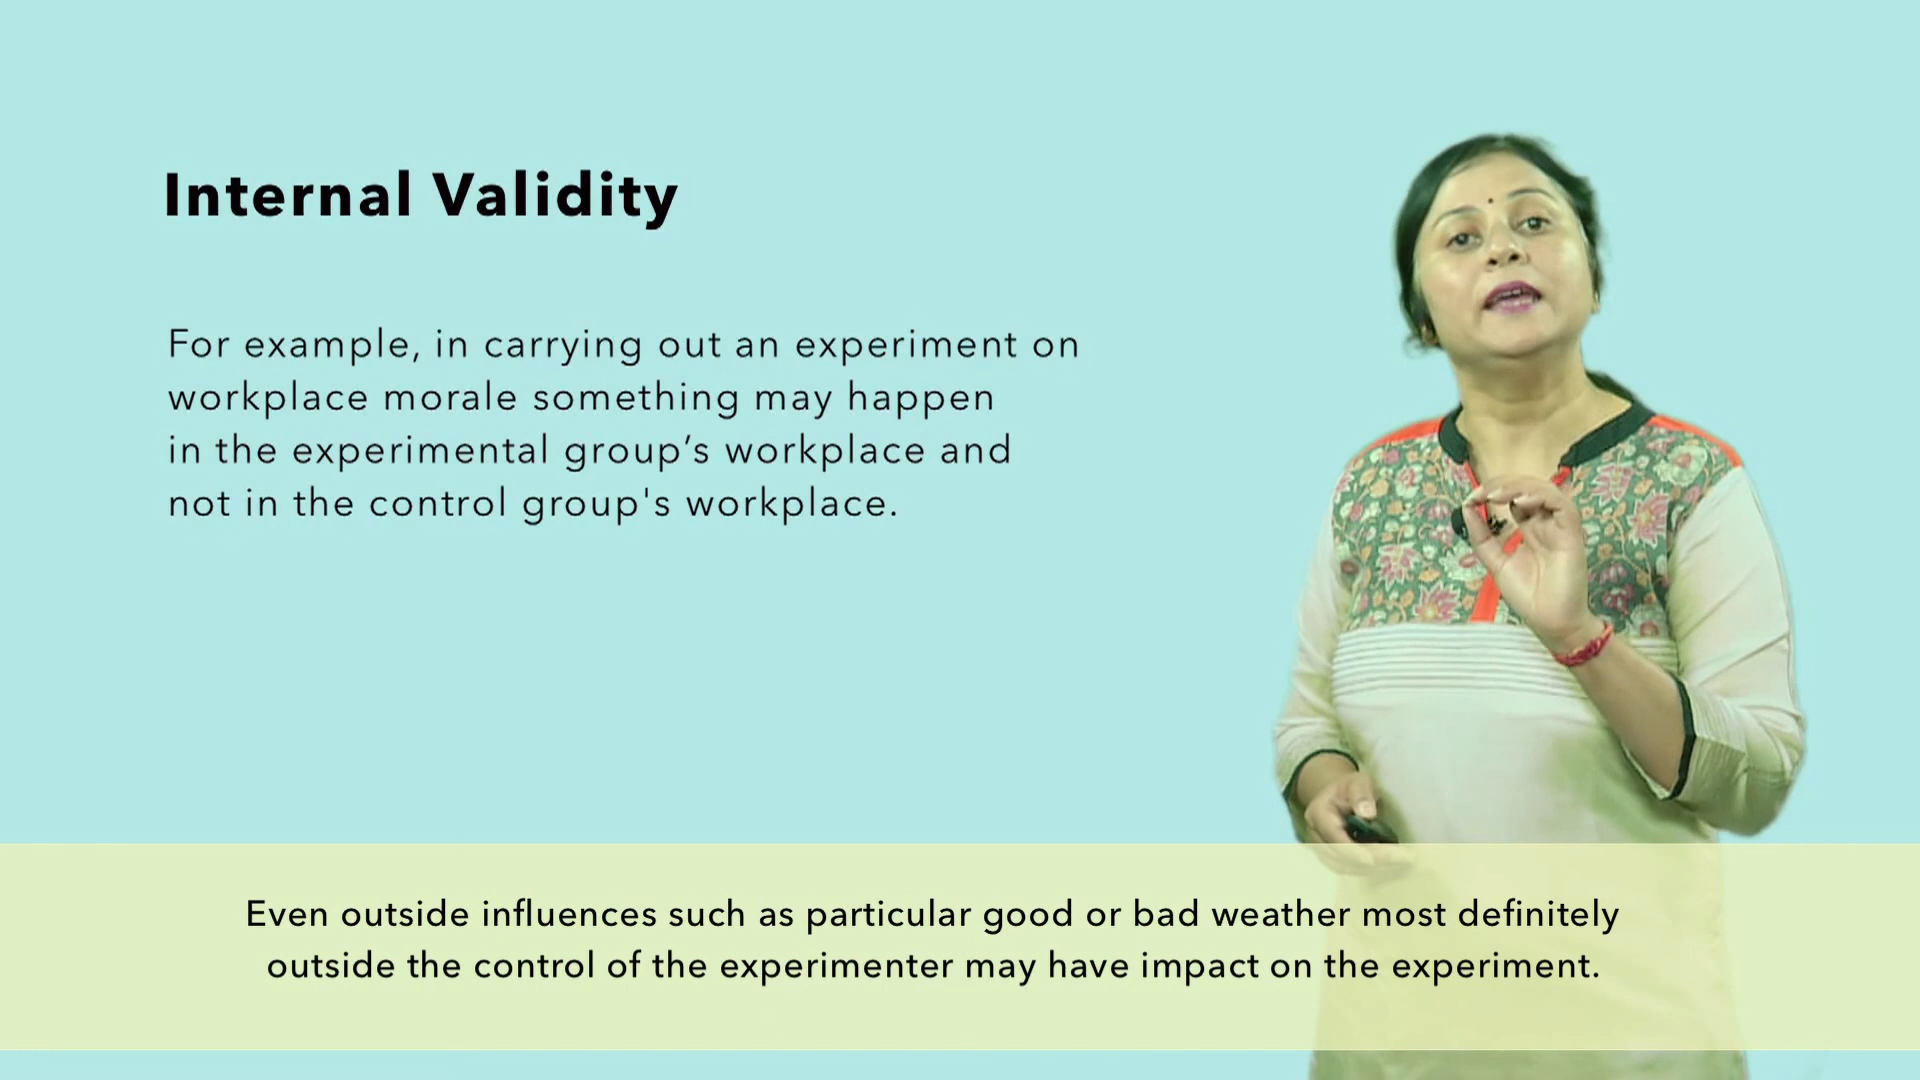 Internal Validity
For example, in carrying out an experiment on
workplace morale something may happen
in the experimental group’s workplace and
not in the control group's workplace.
Even outside influences such as particular good or bad weather most definitely
outside the control of the experimenter may have impact on the experiment.